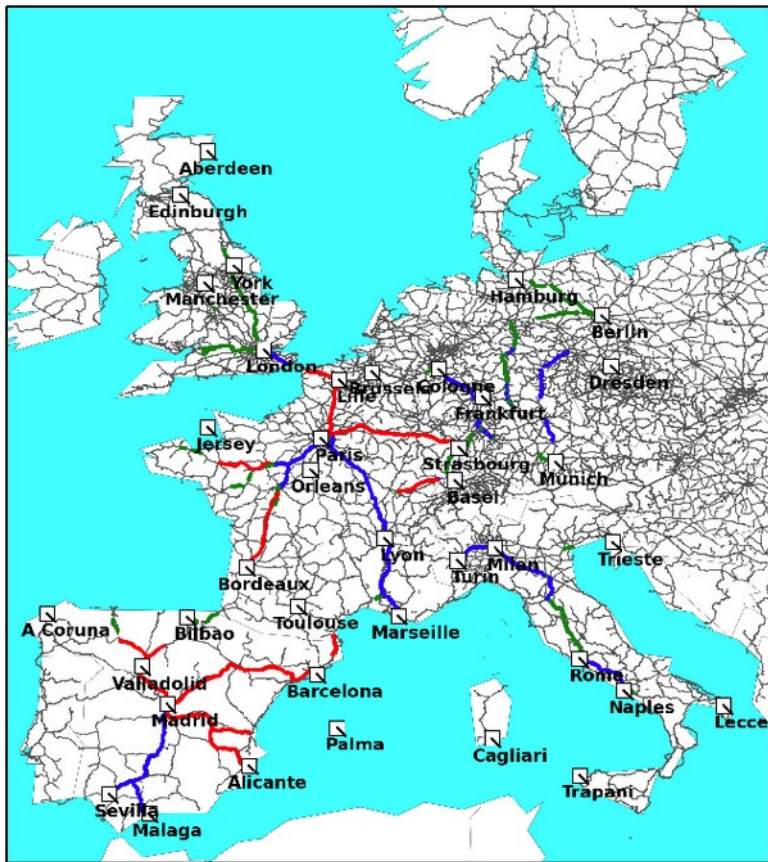 Aberdeen
Edinburgh
York
Manchester
Hamburg
Berlin
London
Lille
Brussels
Cologne
Dresden
Frankfurt
Jersey
Paris
Strasbourg
Orleans
Basel
Munich
Lyon
Milan
Trieste
Turin
Bordeaux
Toulouse
Marseille
A Coruna
Bilbao
Rome
Valladolid
Barcelona
Naples
Madrid
Lecce
Palma
Cagliari
Alicante
Trapani
Sevilla
Malaga